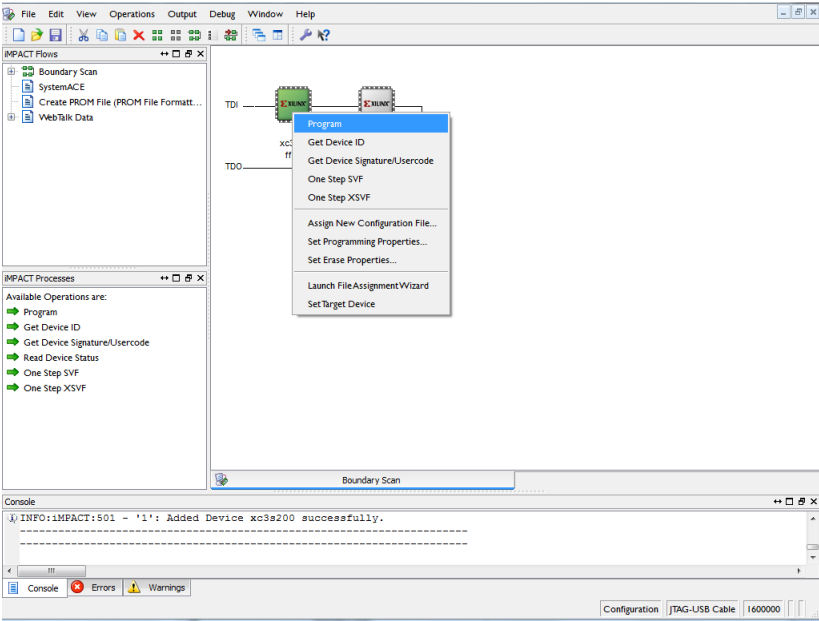 File Edit View Operations Output Debug Window Help
iMPACT Flows
Boundary Scan
SystemACE
Create PROM File (PROM File Formatt...
WebTalk Data
TDI
XILINX XILINX
xc3
ff
TDO
Program
Get Device ID
Get Device Signature/Usercode
One Step SVF
One Step XSVF
Assign New Configuration File...
Set Programming Properties...
Set Erase Properties...
Launch File Assignment Wizard
Set Target Device
iMPACT Processes
Available Operations are:
Program
Get Device ID
Get Device Signature/Usercode
Read Device Status
One Step SVF
One Step XSVF
Boundary Scan
Console
INFO:iMPACT:501 - '1': Added Device xc3s200 successfully.
----------------------------------------------------------------------
----------------------------------------------------------------------
Console Errors Warnings
Configuration JTAG-USB Cable 1600000